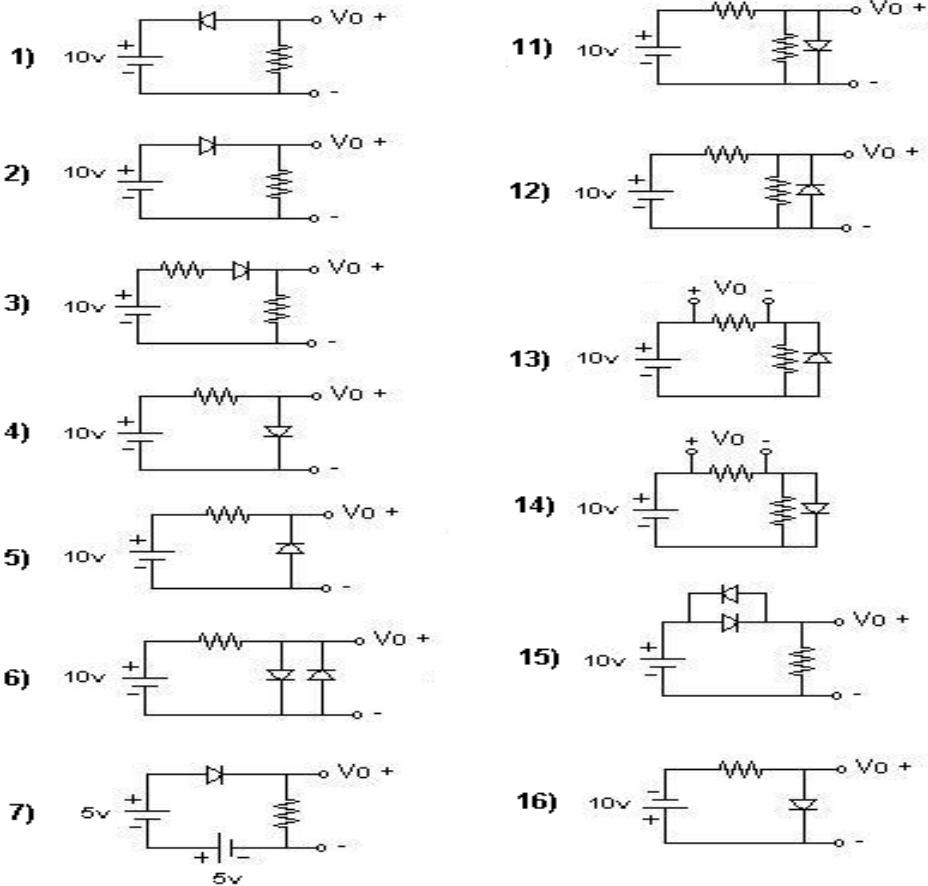 Vo +
1) 10v + -
-
Vo +
2) 10v + -
-
Vo +
3) 10v + -
-
Vo +
4) 10v + -
-
Vo +
5) 10v + -
-
Vo +
6) 10v + -
-
Vo +
7) 5v + -
-
+ -
5v
Vo +
11) 10v + -
-
Vo +
12) 10v + -
-
+ Vo -
13) 10v + -
+ Vo -
14) 10v + -
Vo +
15) 10v + -
-
Vo +
16) 10v - +
-